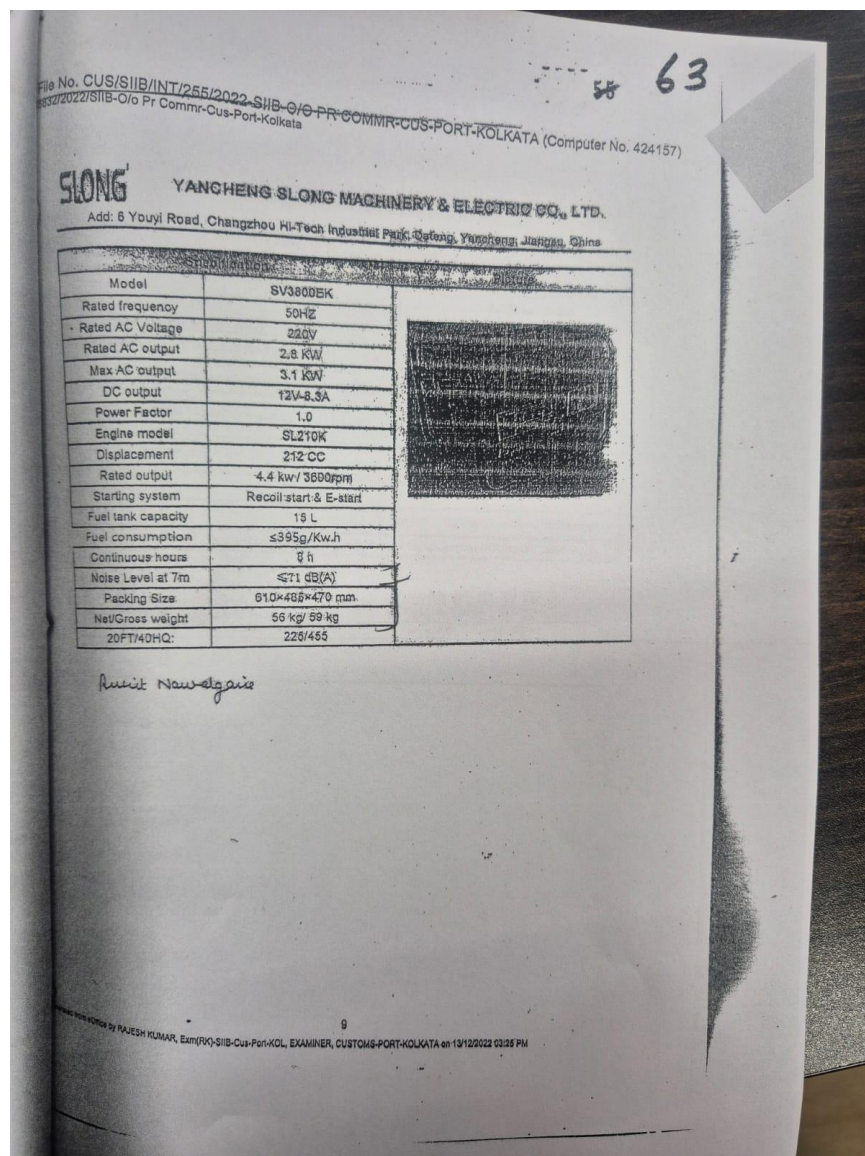 58 63
File No. CUS/SIIB/INT/255/2022-SIIB-O/O PR COMMR-CUS-PORT-KOLKATA (Computer No. 424157)
8832/2022/SIIB-O/o Pr Commr-Cus-Port-Kolkata
SLONG YANCHENG SLONG MACHINERY & ELECTRIC CO., LTD.
Add: 6 Youyi Road, Changzhou Hi-Tech Industrial Park, Dafeng, Yancheng, Jiangsu, China
Specification Picture
Model SV3800EK
Rated frequency 50HZ
Rated AC Voltage 220V
Rated AC output 2.8 KW
Max AC output 3.1 KW
DC output 12V-8.3A
Power Factor 1.0
Engine model SL210K
Displacement 212 CC
Rated output 4.4 kw/ 3600rpm
Starting system Recoil start & E-start
Fuel tank capacity 15 L
Fuel consumption ≤395g/Kw.h
Continuous hours 8 h
Noise Level at 7m ≤71 dB(A)
Packing Size 610×485×470 mm
Net/Gross weight 56 kg/ 59 kg
20FT/40HQ: 225/455
9
eOffice by RAJESH KUMAR, Exm(RK)-SIIB-Cus-Port-KOL, EXAMINER, CUSTOMS-PORT-KOLKATA on 13/12/2022 03:25 PM